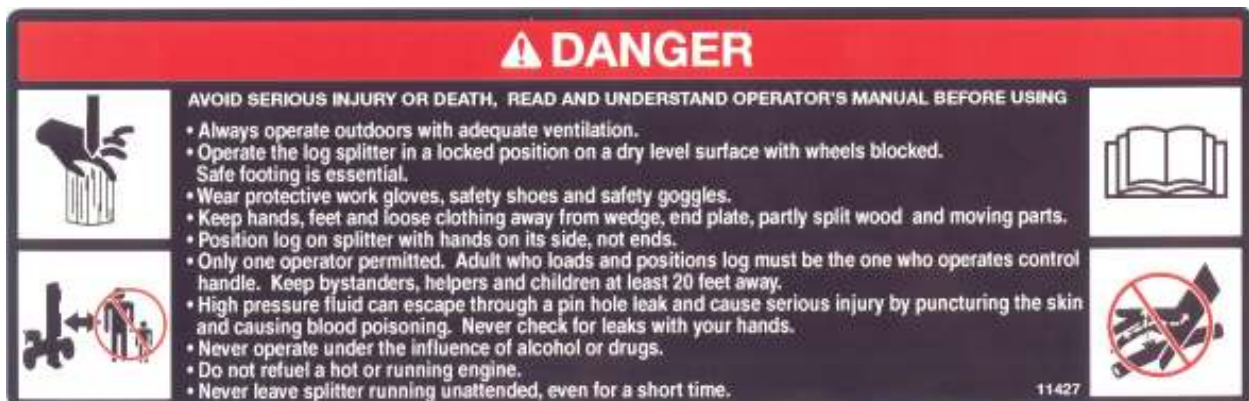 DANGER
AVOID SERIOUS INJURY OR DEATH, READ AND UNDERSTAND OPERATOR'S MANUAL BEFORE USING
• Always operate outdoors with adequate ventilation.
• Operate the log splitter in a locked position on a dry level surface with wheels blocked.
Safe footing is essential.
• Wear protective work gloves, safety shoes and safety goggles.
• Keep hands, feet and loose clothing away from wedge, end plate, partly split wood and moving parts.
• Position log on splitter with hands on its side, not ends.
• Only one operator permitted. Adult who loads and positions log must be the one who operates control
handle. Keep bystanders, helpers and children at least 20 feet away.
• High pressure fluid can escape through a pin hole leak and cause serious injury by puncturing the skin
and causing blood poisoning. Never check for leaks with your hands.
• Never operate under the influence of alcohol or drugs.
• Do not refuel a hot or running engine.
• Never leave splitter running unattended, even for a short time.
11427